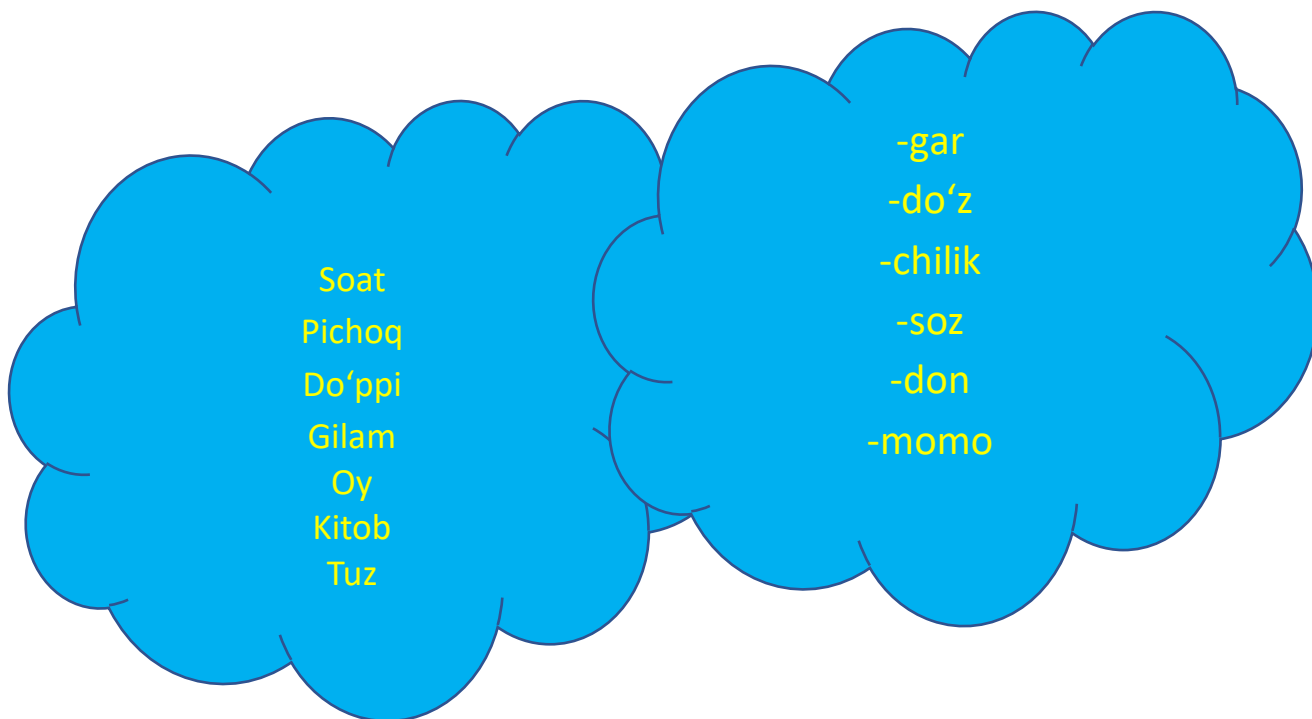 Soat
Pichoq
Do‘ppi
Gilam
Oy
Kitob
Tuz
-gar
-do‘z
-chilik
-soz
-don
-momo